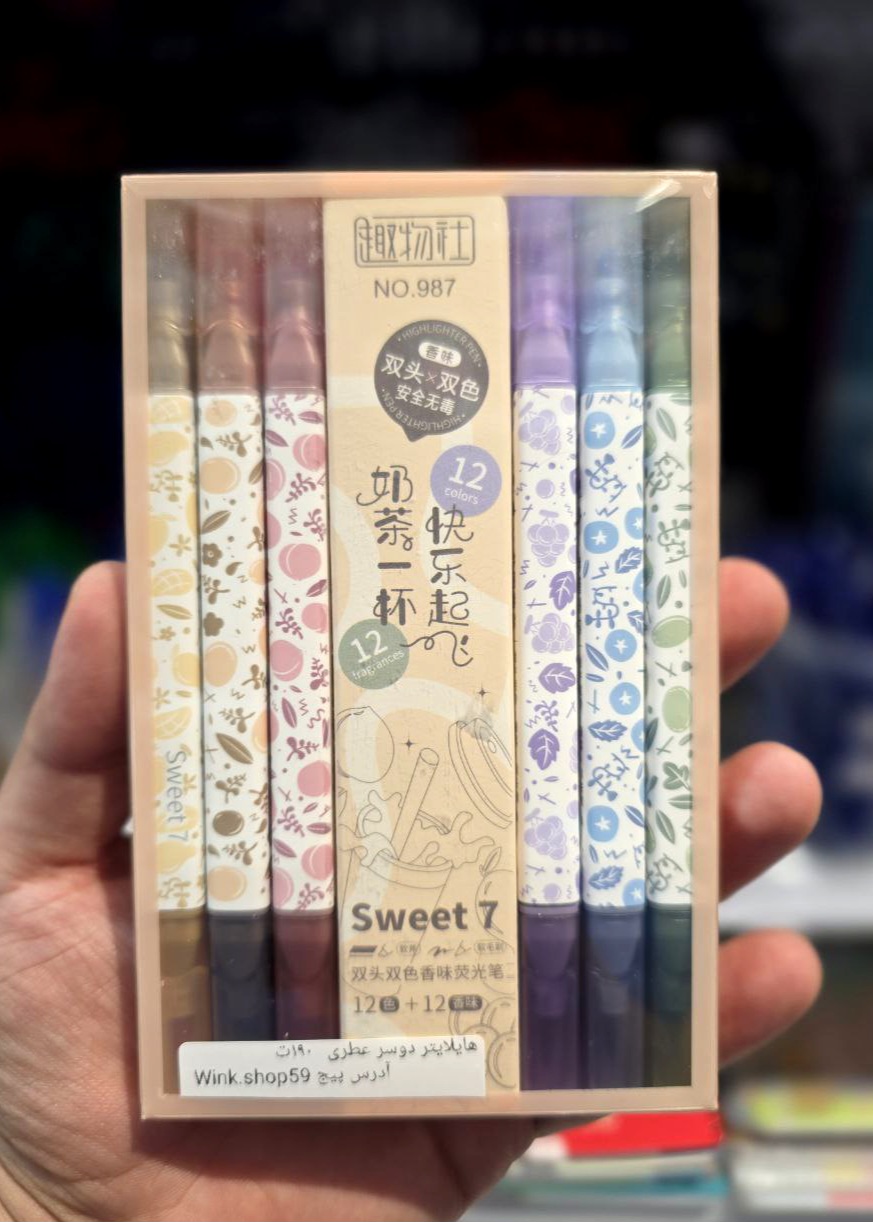 趣物社
NO.987
HIGHLIGHTER PEN
香味
双头×双色
安全无毒
HIGHLIGHTER PEN
12
colors
奶茶一杯
快乐起飞
12
fragrances
Sweet 7
Sweet 7
双头双色香味荧光笔
12色+12香味
هایلایتر دوسر عطری ۱۹۰ت
آدرس پیج Wink.shop59